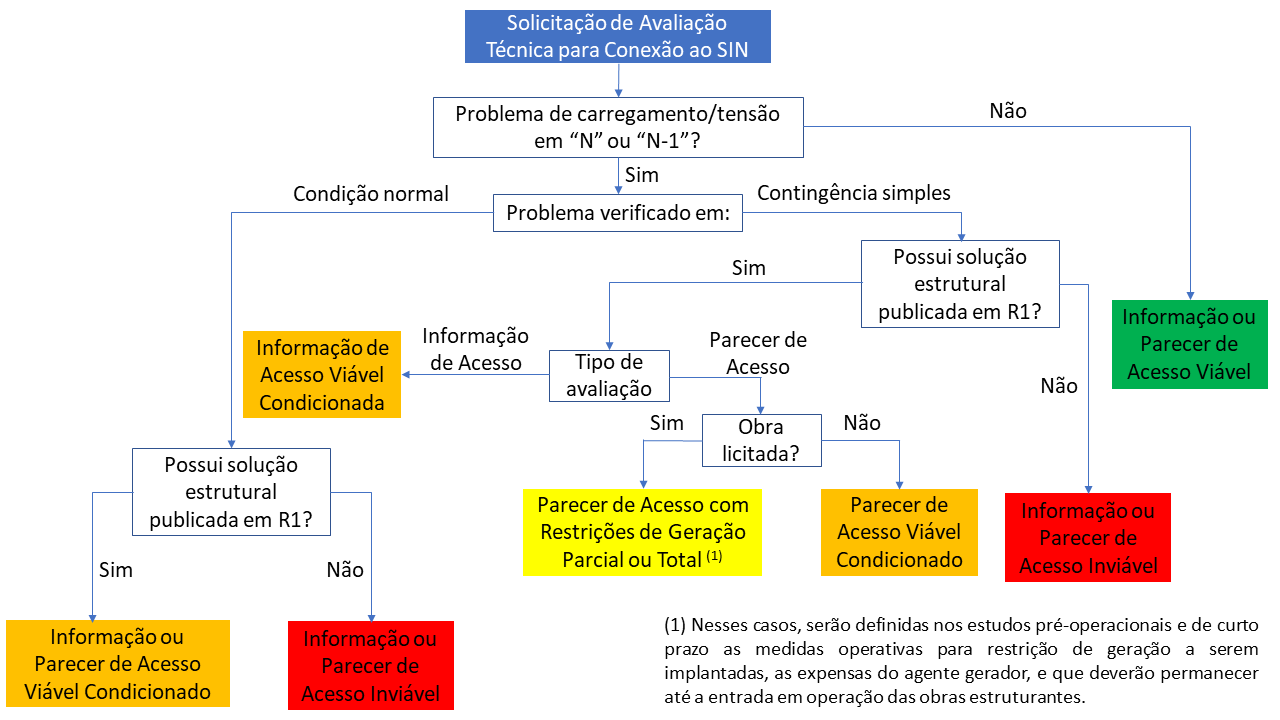 Solicitação de Avaliação
Técnica para Conexão ao SIN
Problema de carregamento/tensão
em “N” ou “N-1”?
Não
Sim
Condição normal
Problema verificado em:
Contingência simples
Possui solução
estrutural
publicada em R1?
Sim
Não
Informação ou
Parecer de
Acesso Viável
Informação de
Acesso Viável
Condicionada
Informação
de Acesso
Tipo de
avaliação
Parecer de
Acesso
Sim
Obra
licitada?
Não
Possui solução
estrutural
publicada em R1?
Parecer de Acesso com
Restrições de Geração
Parcial ou Total (1)
Parecer de
Acesso Viável
Condicionado
Informação ou
Parecer de
Acesso Inviável
Sim
Não
Informação ou
Parecer de Acesso
Viável Condicionado
Informação ou
Parecer de
Acesso Inviável
(1) Nesses casos, serão definidas nos estudos pré-operacionais e de curto
prazo as medidas operativas para restrição de geração a serem
implantadas, as expensas do agente gerador, e que deverão permanecer
até a entrada em operação das obras estruturantes.